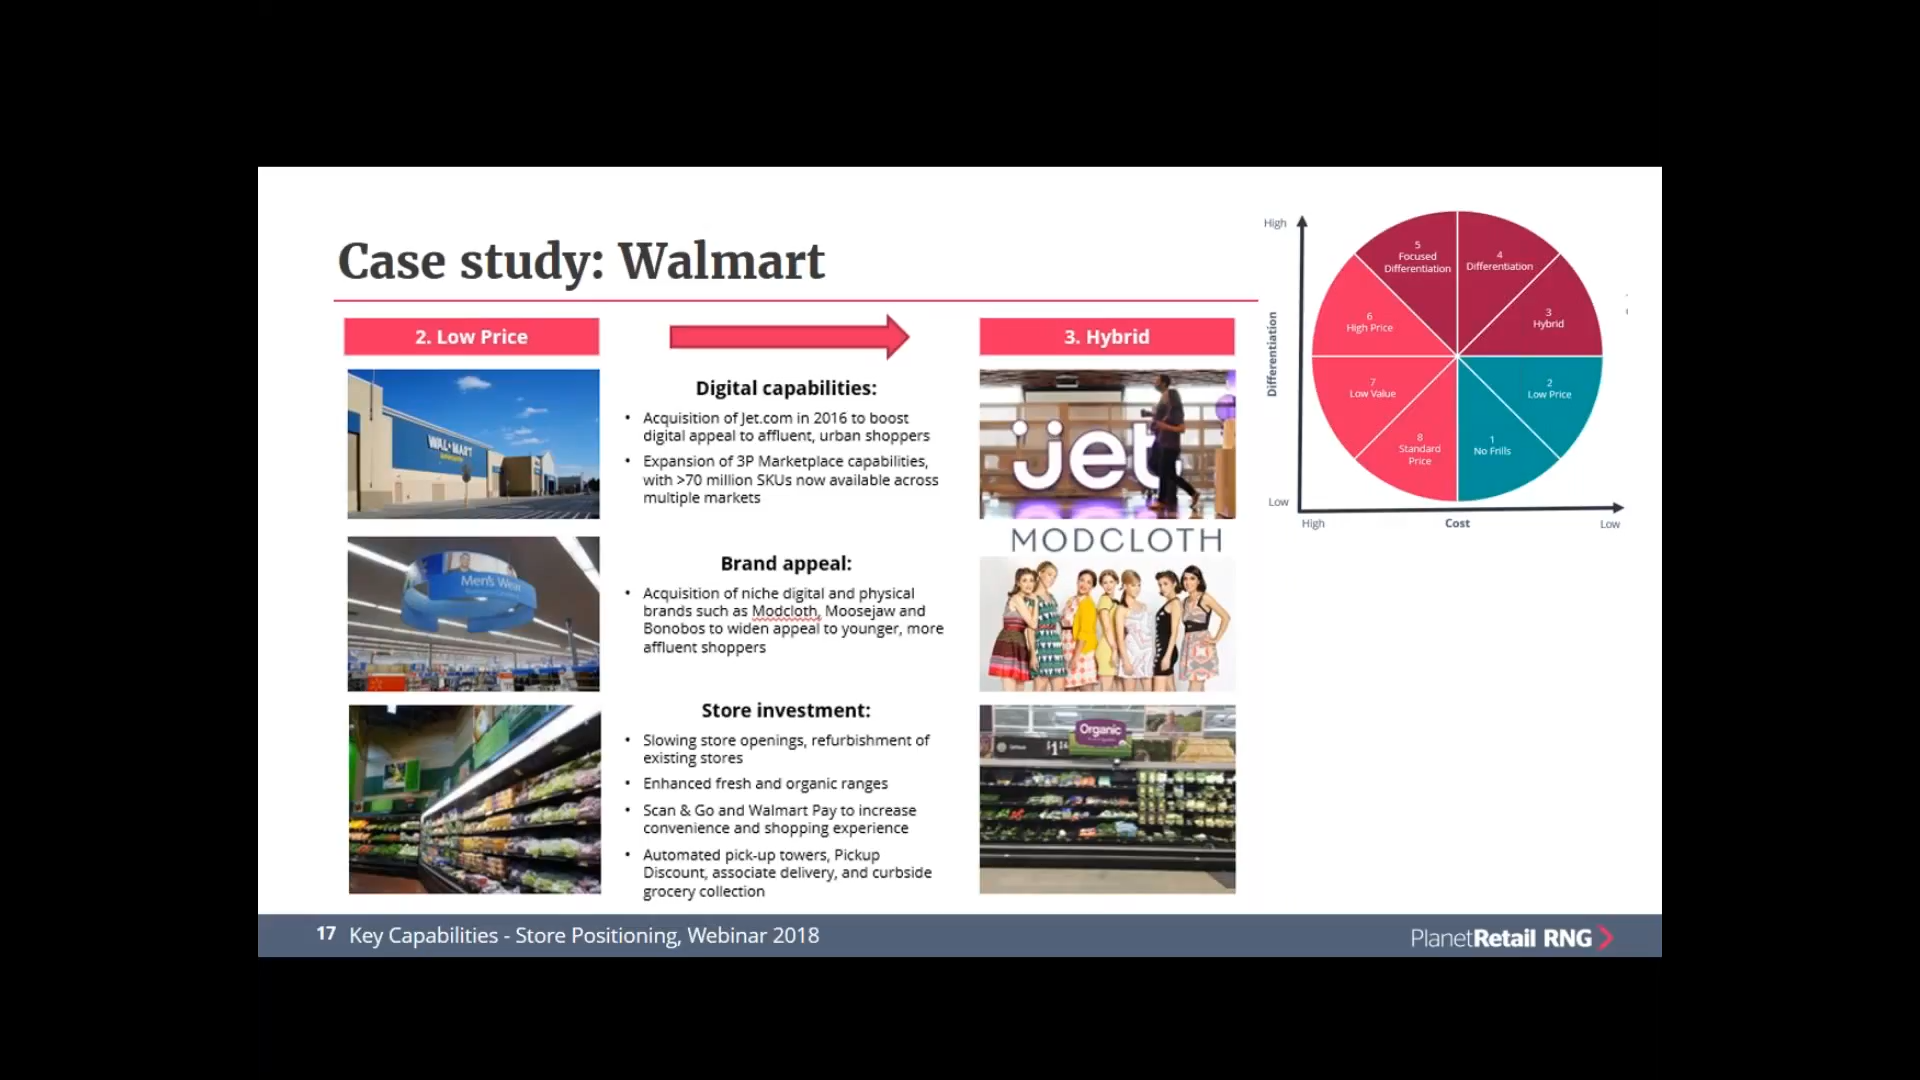 Case study: Walmart
2. Low Price
3. Hybrid
WAL*MART
Men's Wear
Digital capabilities:
• Acquisition of Jet.com in 2016 to boost
digital appeal to affluent, urban shoppers
• Expansion of 3P Marketplace capabilities,
with >70 million SKUs now available across
multiple markets
Brand appeal:
• Acquisition of niche digital and physical
brands such as Modcloth, Moosejaw and
Bonobos to widen appeal to younger, more
affluent shoppers
Store investment:
• Slowing store openings, refurbishment of
existing stores
• Enhanced fresh and organic ranges
• Scan & Go and Walmart Pay to increase
convenience and shopping experience
• Automated pick-up towers, Pickup
Discount, associate delivery, and curbside
grocery collection
jet
MODCLOTH
Organic
High
Differentiation
Low
High
Cost
Low
5
Focused
Differentiation
4
Differentiation
3
Hybrid
6
High Price
7
Low Value
2
Low Price
8
Standard
Price
1
No Frills
17 Key Capabilities - Store Positioning, Webinar 2018
PlanetRetail RNG